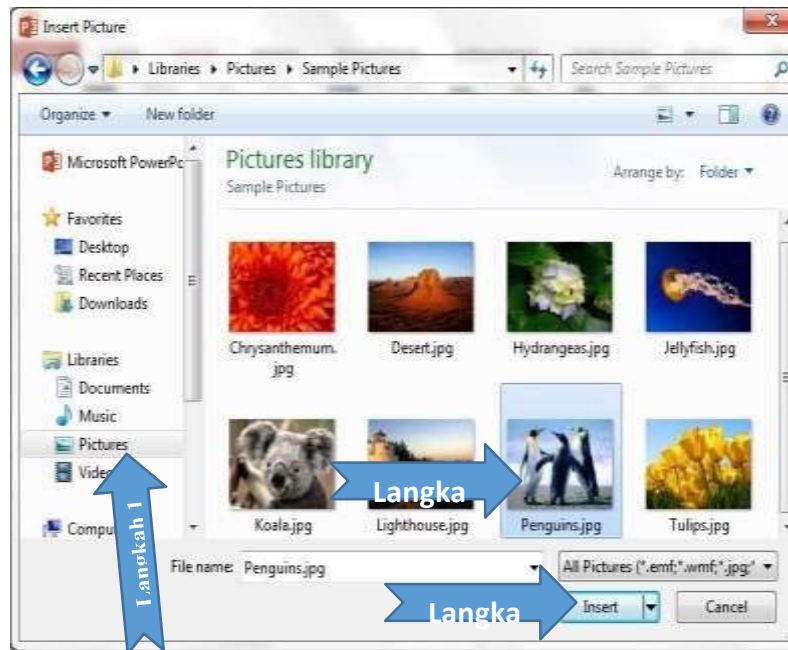 Insert Picture
Libraries Pictures Sample Pictures
Search Sample Pictures
Organize New folder
Microsoft PowerPo
Pictures library
Sample Pictures
Arrange by: Folder
Favorites
Desktop
Recent Places
Downloads
Libraries
Documents
Music
Pictures
Vide
Compu
Chrysanthemum.
jpg
Desert.jpg
Hydrangeas.jpg
Jellyfish.jpg
Koala.jpg
Lighthouse.jpg
Penguins.jpg
Tulips.jpg
Langkah 1
Langka
File name: Penguins.jpg
All Pictures (*.emf;*.wmf;*.jpg;*
Langka
Insert
Cancel